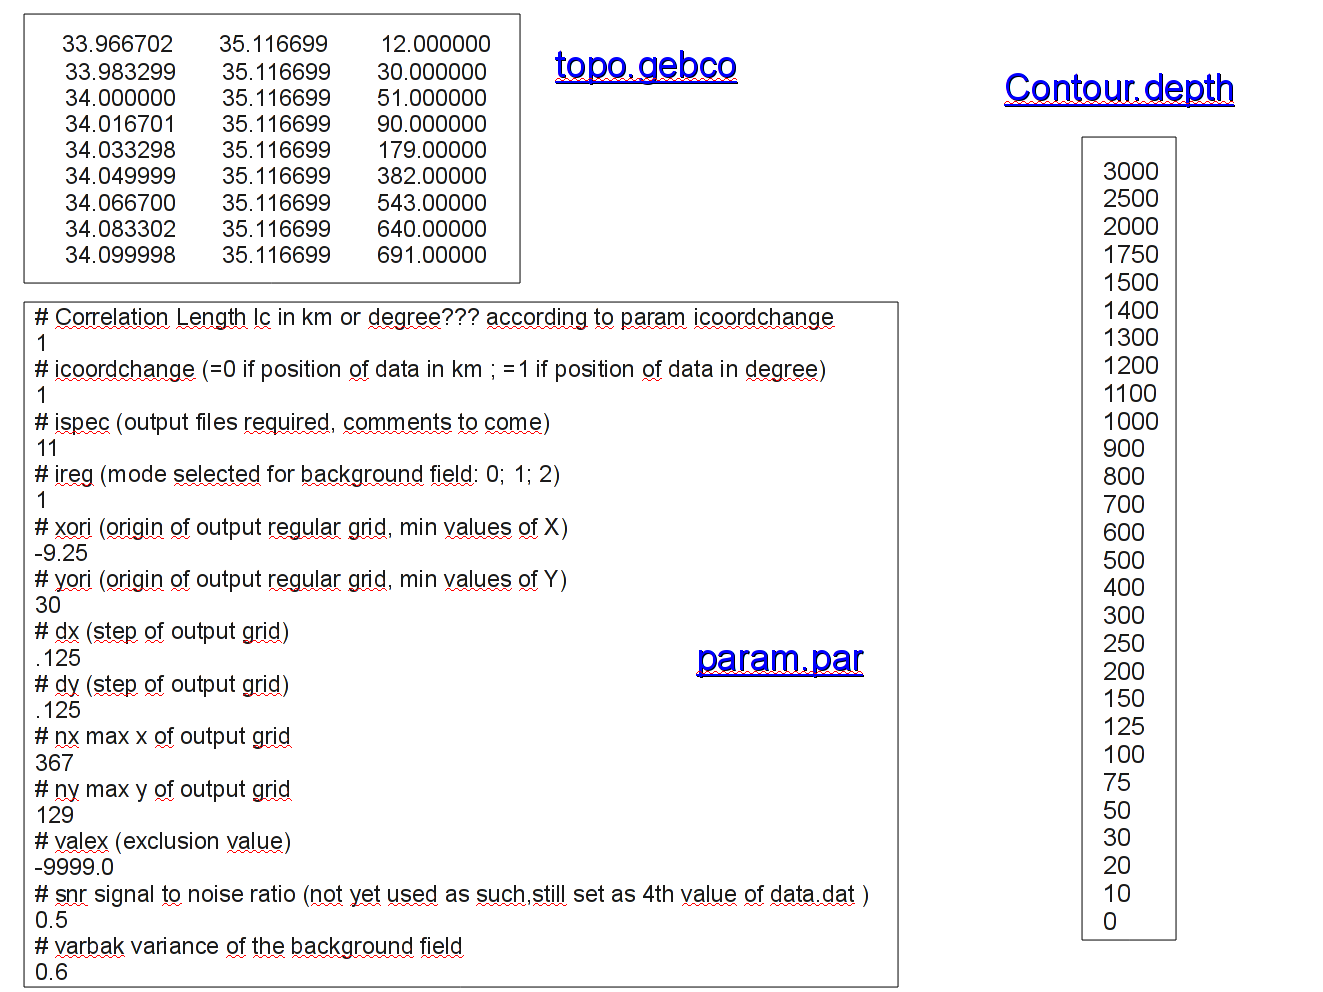 33.966702 35.116699 12.000000
33.983299 35.116699 30.000000
34.000000 35.116699 51.000000
34.016701 35.116699 90.000000
34.033298 35.116699 179.00000
34.049999 35.116699 382.00000
34.066700 35.116699 543.00000
34.083302 35.116699 640.00000
34.099998 35.116699 691.00000
topo.gebco
# Correlation Length lc in km or degree??? according to param icoordchange
1
# icoordchange (=0 if position of data in km ; =1 if position of data in degree)
1
# ispec (output files required, comments to come)
11
# ireg (mode selected for background field: 0; 1; 2)
1
# xori (origin of output regular grid, min values of X)
-9.25
# yori (origin of output regular grid, min values of Y)
30
# dx (step of output grid)
.125
# dy (step of output grid)
.125
# nx max x of output grid
367
# ny max y of output grid
129
# valex (exclusion value)
-9999.0
# snr signal to noise ratio (not yet used as such,still set as 4th value of data.dat )
0.5
# varbak variance of the background field
0.6
param.par
Contour.depth
3000
2500
2000
1750
1500
1400
1300
1200
1100
1000
900
800
700
600
500
400
300
250
200
150
125
100
75
50
30
20
10
0